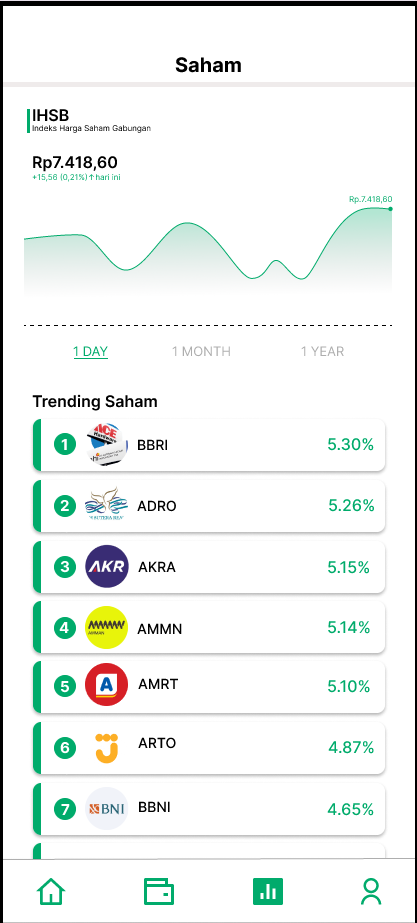 Saham
IHSB
Indeks Harga Saham Gabungan
Rp7.418,60
+15,56 (0,21%)↑hari ini
Rp.7.418,60
1 DAY 1 MONTH 1 YEAR
Trending Saham
1 ACE Hardware BBRI 5.30%
2 ADRO 5.26%
3 AKR AKRA 5.15%
4 AMMAN AMMN 5.14%
5 A AMRT 5.10%
6 ARTO 4.87%
7 BNI BBNI 4.65%